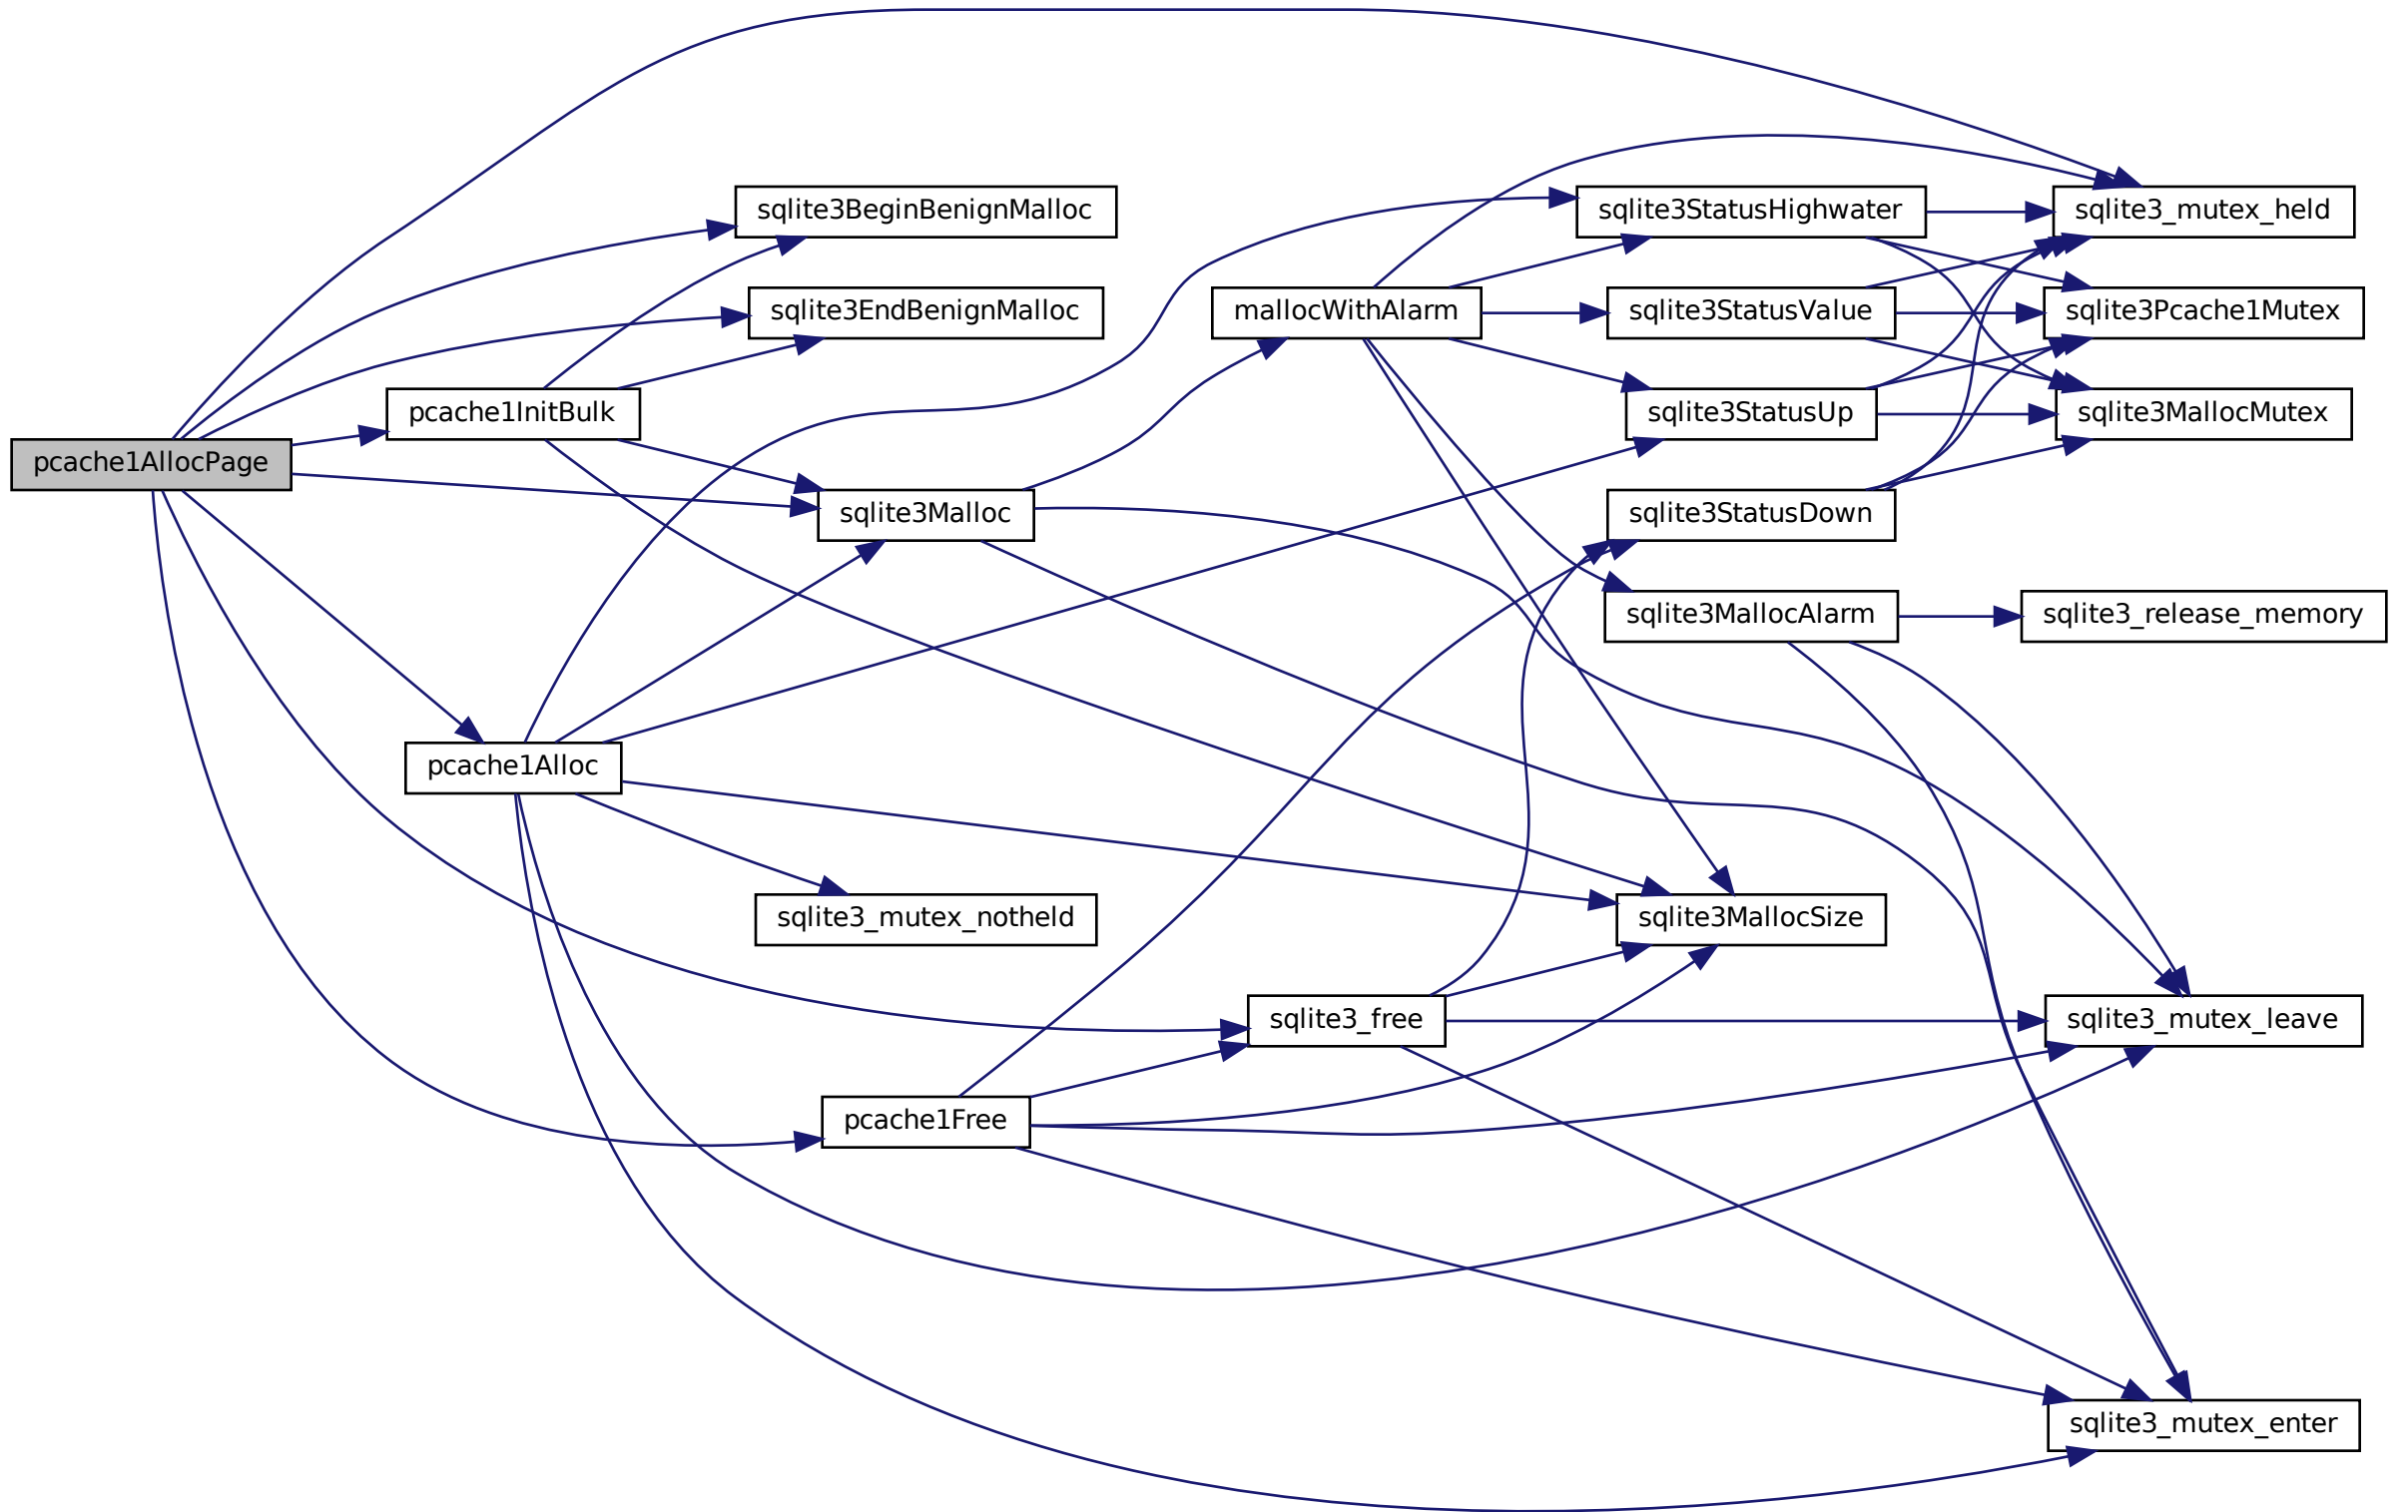 pcache1AllocPage
sqlite3BeginBenignMalloc
sqlite3EndBenignMalloc
pcache1InitBulk
sqlite3Malloc
pcache1Alloc
sqlite3_mutex_notheld
pcache1Free
mallocWithAlarm
sqlite3_free
sqlite3StatusHighwater
sqlite3StatusValue
sqlite3StatusUp
sqlite3StatusDown
sqlite3MallocAlarm
sqlite3MallocSize
sqlite3_mutex_held
sqlite3Pcache1Mutex
sqlite3MallocMutex
sqlite3_release_memory
sqlite3_mutex_leave
sqlite3_mutex_enter